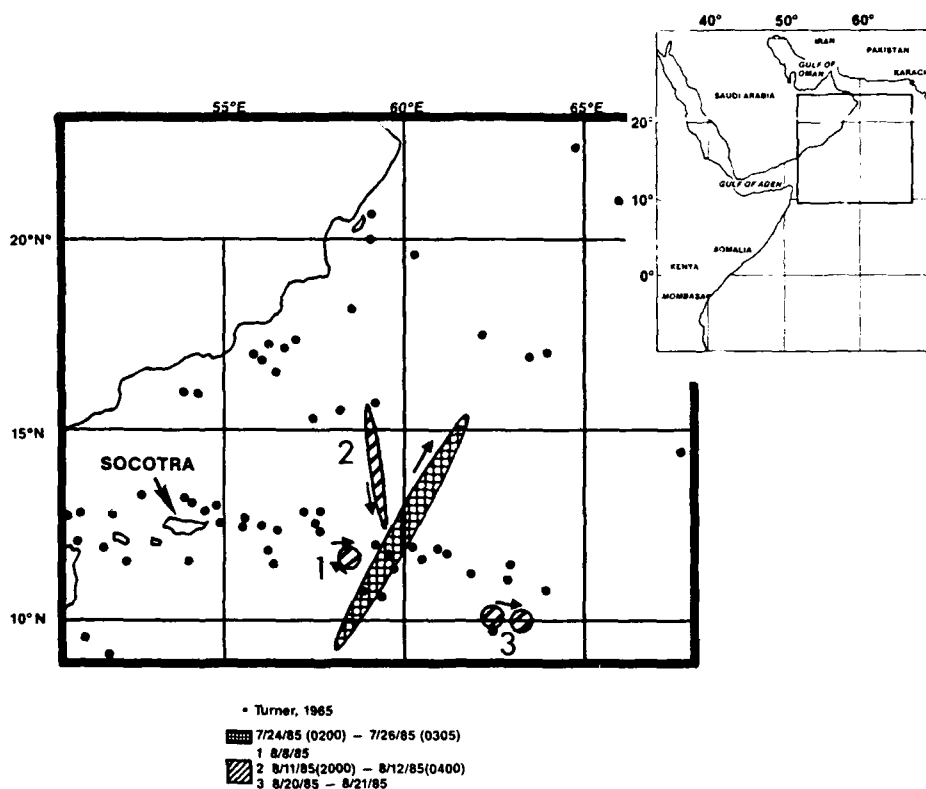 40° 50° 60°
IRAN
PAKISTAN
GULF OF
OMAN
KARACHI
SAUDI ARABIA
20°
GULF OF ADEN
10°
SOMALIA
KENYA
0°
MOMBASA
55°E 60°E 65°E
20°N°
15°N
2
SOCOTRA
1
10°N
3
• Turner, 1965
7/24/85 (0200) – 7/26/85 (0305)
1 8/8/85
2 8/11/85(2000) – 8/12/85(0400)
3 8/20/85 – 8/21/85